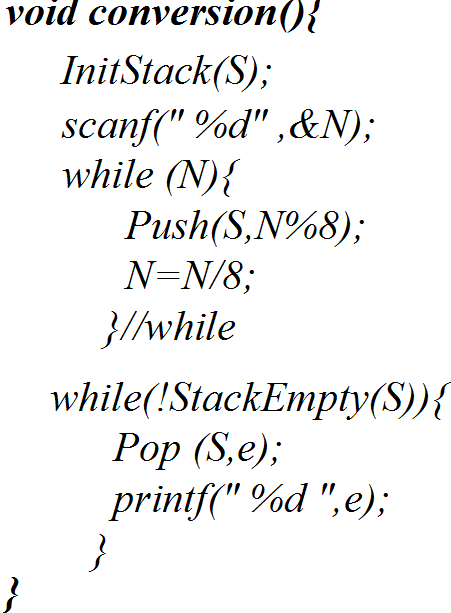 void conversion(){
InitStack(S);
scanf(" %d" ,&N);
while (N){
Push(S,N%8);
N=N/8;
}//while
while(!StackEmpty(S)){
Pop (S,e);
printf(" %d ",e);
}
}